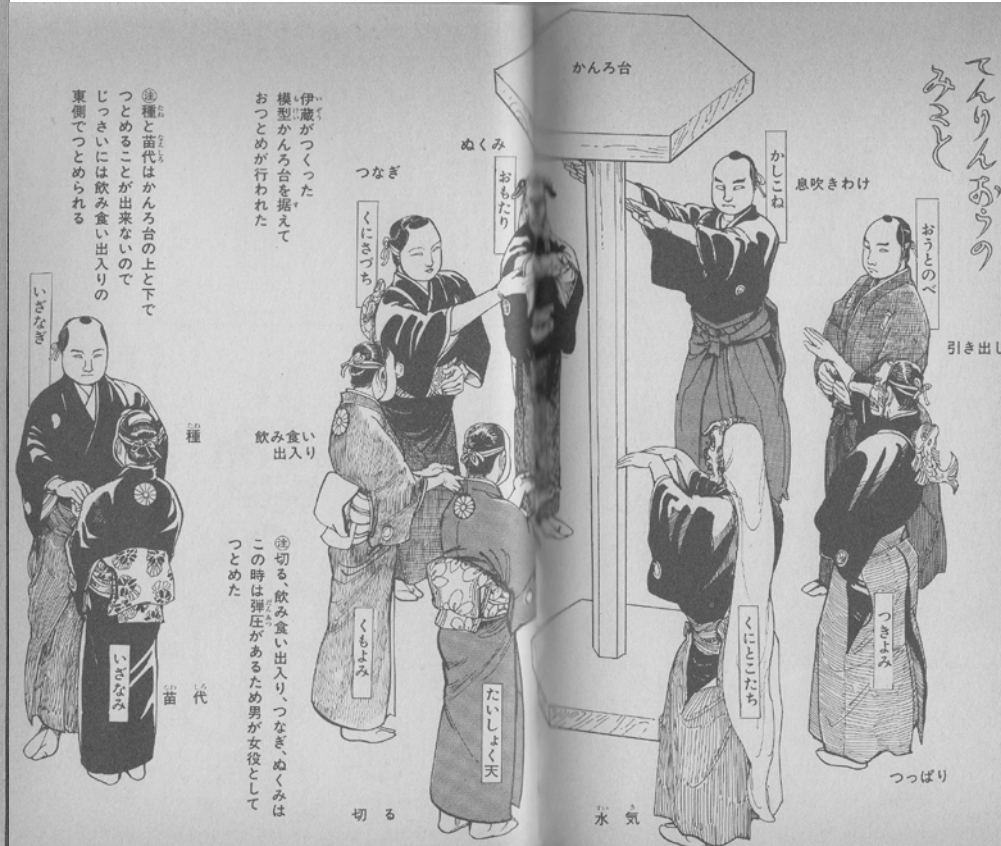 てんりんおうの
みこと
かんろ台
かしこね
息吹きわけ
おうとのべ
引き出し
つきよみ
つっぱり
くにとこたち
水気
ぬくみ
おもたり
つなぎ
くにさづち
伊蔵がつくった
模型かんろ台を据えて
おつとめが行われた
㊟種と苗代はかんろ台の上と下で
つとめることが出来ないので
じっさいには飲み食い出入りの
東側でつとめられる
飲み食い
出入り
くもよみ
たいしょく天
切る
㊟切る、飲み食い出入り、つなぎ、ぬくみは
この時は弾圧があるため男が女役として
つとめた
いざなぎ
種
いざなみ
苗代